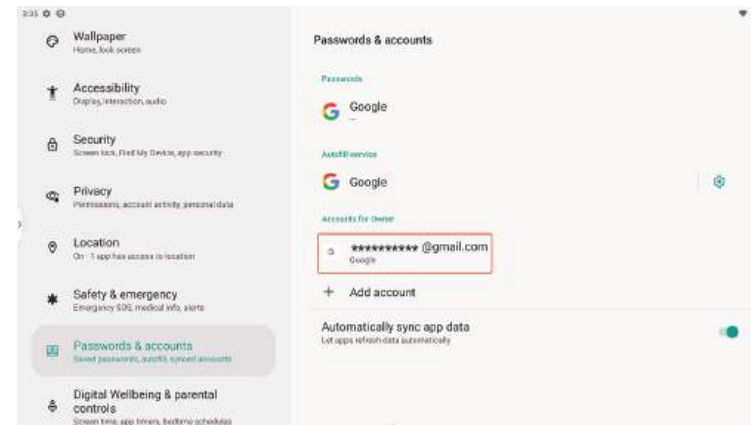 3:35
Wallpaper
Home, lock screen
Accessibility
Display, interaction, audio
Security
Screen lock, Find My Device, app security
Privacy
Permissions, account activity, personal data
Location
On - 1 app has access to location
Safety & emergency
Emergency SOS, medical info, alerts
Passwords & accounts
Saved passwords, autofill, synced accounts
Digital Wellbeing & parental
controls
Screen time, app timers, bedtime schedules
Passwords & accounts
Passwords
Google
Autofill service
Google
Accounts for Owner
********** @gmail.com
Google
Add account
Automatically sync app data
Let apps refresh data automatically